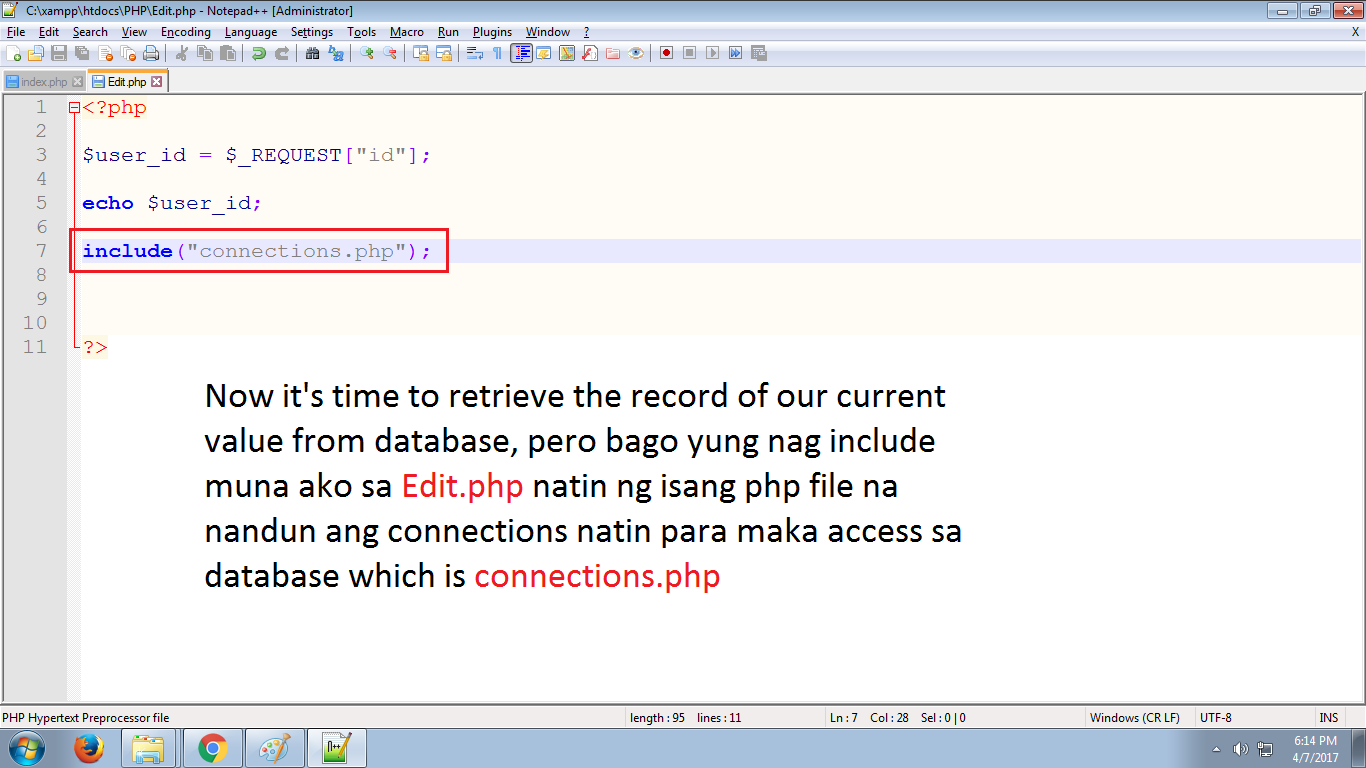 C:\xampp\htdocs\PHP\Edit.php - Notepad++ [Administrator]
File Edit Search View Encoding Language Settings Tools Macro Run Plugins Window ? X
index.php Edit.php
1 <?php
2
3 $user_id = $_REQUEST["id"];
4
5 echo $user_id;
6
7 include("connections.php");
8
9
10
11 ?>
Now it's time to retrieve the record of our current
value from database, pero bago yung nag include
muna ako sa Edit.php natin ng isang php file na
nandun ang connections natin para maka access sa
database which is connections.php
PHP Hypertext Preprocessor file length : 95 lines : 11 Ln : 7 Col : 28 Sel : 0 | 0 Windows (CR LF) UTF-8 INS
6:14 PM
4/7/2017